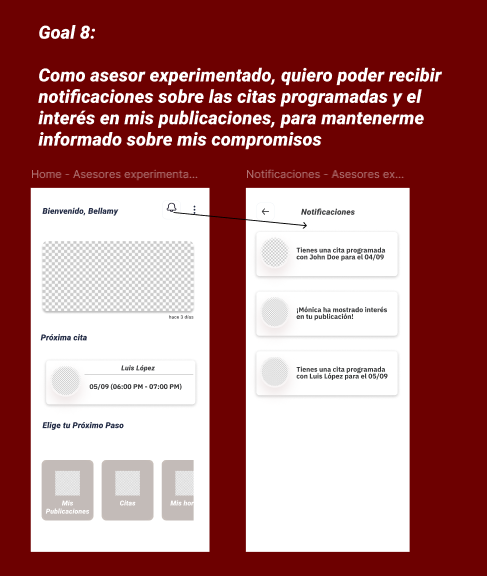 Goal 8:
Como asesor experimentado, quiero poder recibir
notificaciones sobre las citas programadas y el
interés en mis publicaciones, para mantenerme
informado sobre mis compromisos
Home - Asesores experimenta...
Notificaciones - Asesores ex...
Bienvenido, Bellamy
hace 3 días
Próxima cita
Luis López
05/09 (06:00 PM - 07:00 PM)
Elige tu Próximo Paso
Mis
Publicaciones
Citas
Mis hor
Notificaciones
Tienes una cita programada
con John Doe para el 04/09
¡Mónica ha mostrado interés
en tu publicación!
Tienes una cita programada
con Luis López para el 05/09